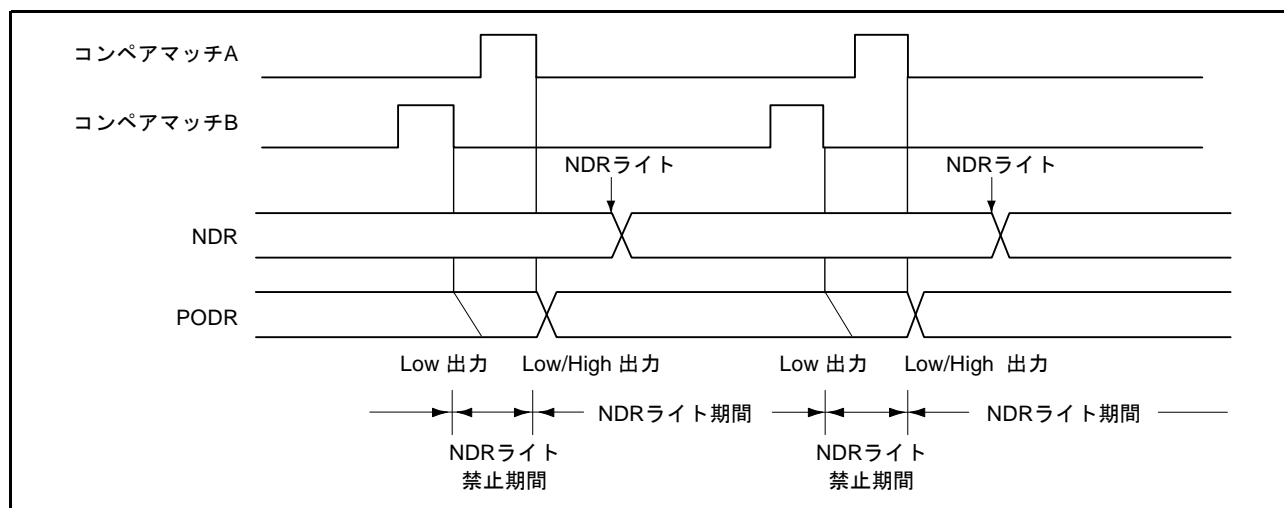 コンペアマッチA
コンペアマッチB
NDRライト NDRライト
NDR
PODR
Low 出力 Low/High 出力 Low 出力 Low/High 出力
NDRライト期間 NDRライト期間
NDRライト NDRライト
禁止期間 禁止期間